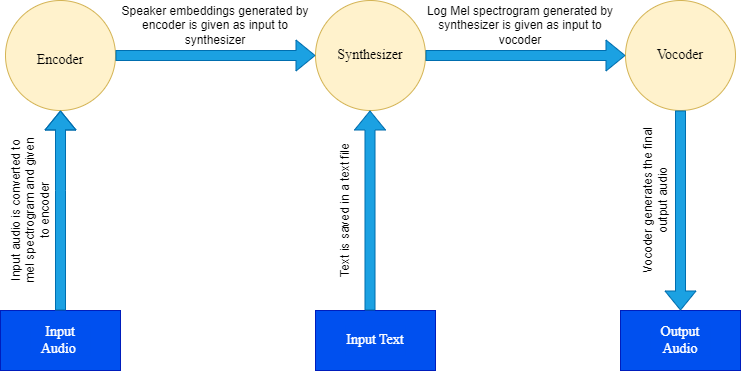 Speaker embeddings generated by
encoder is given as input to
synthesizer
Log Mel spectrogram generated by
synthesizer is given as input to
vocoder
Encoder
Synthesizer
Vocoder
Input audio is converted to
mel spectrogram and given
to encoder
Text is saved in a text file
Vocoder generates the final
output audio
Input
Audio
Input Text
Output
Audio